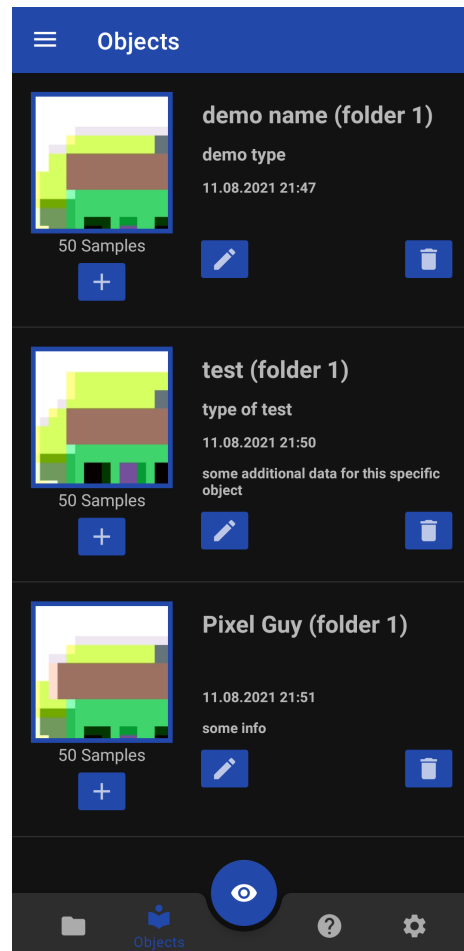 Objects
demo name (folder 1)
demo type
11.08.2021 21:47
50 Samples
test (folder 1)
type of test
11.08.2021 21:50
some additional data for this specific
object
50 Samples
Pixel Guy (folder 1)
11.08.2021 21:51
some info
50 Samples
Objects